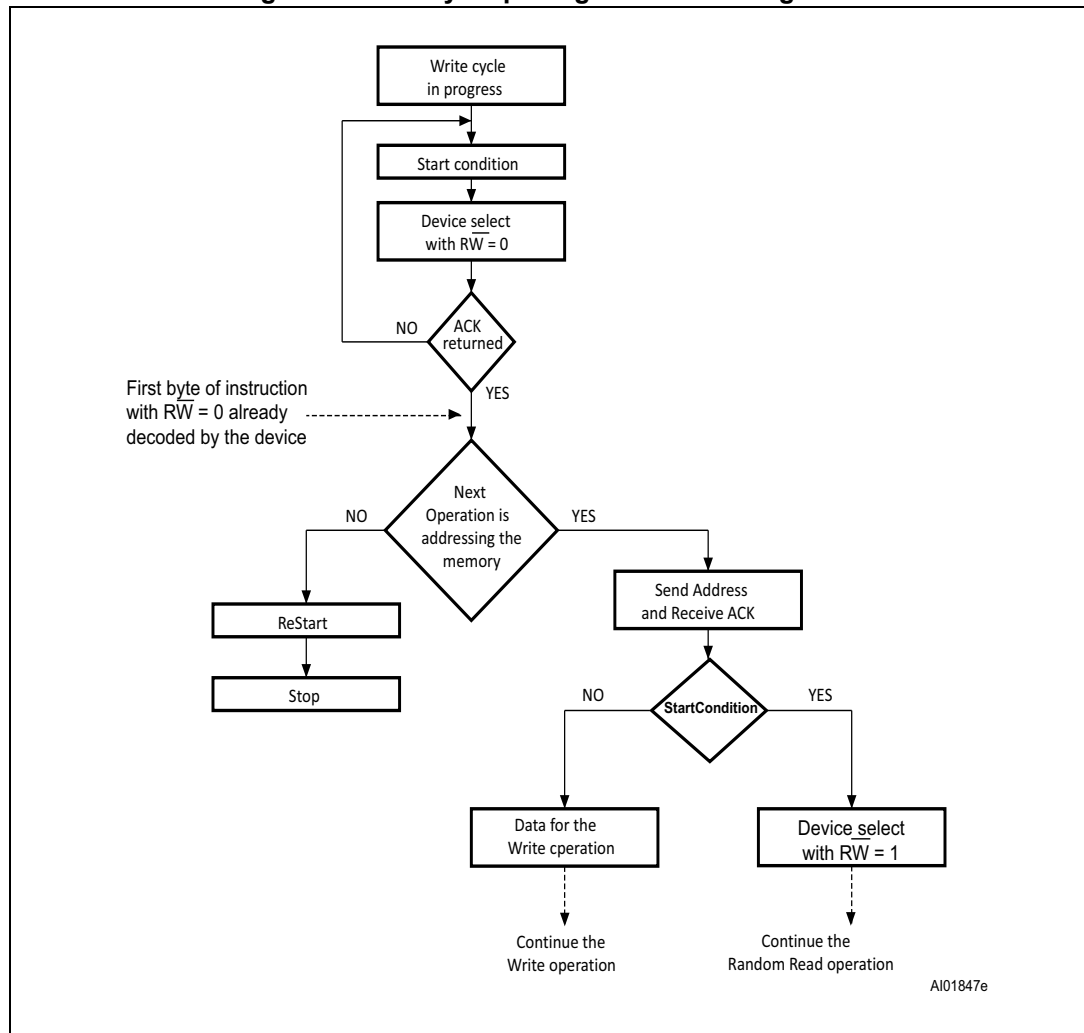 Write cycle
in progress
Start condition
Device select
with RW = 0
ACK
returned
NO
YES
First byte of instruction
with RW = 0 already
decoded by the device
Next
Operation is
addressing the
memory
NO
YES
ReStart
Stop
Send Address
and Receive ACK
StartCondition
NO
YES
Data for the
Write cperation
Device select
with RW = 1
Continue the
Write operation
Continue the
Random Read operation
AI01847e